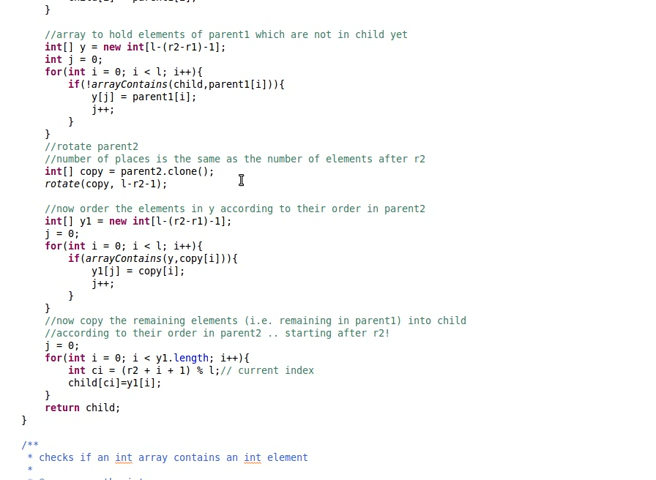 }
//array to hold elements of parent1 which are not in child yet
int[] y = new int[l-(r2-r1)-1];
int j = 0;
for(int i = 0; i < l; i++){
if(!arrayContains(child,parent1[i])){
y[j] = parent1[i];
j++;
}
}
//rotate parent2
//number of places is the same as the number of elements after r2
int[] copy = parent2.clone();
rotate(copy, l-r2-1);
//now order the elements in y according to their order in parent2
int[] y1 = new int[l-(r2-r1)-1];
j = 0;
for(int i = 0; i < l; i++){
if(arrayContains(y,copy[i])){
y1[j] = copy[i];
j++;
}
}
//now copy the remaining elements (i.e. remaining in parent1) into child
//according to their order in parent2 .. starting after r2!
j = 0;
for(int i = 0; i < y1.length; i++){
int ci = (r2 + i + 1) % l;// current index
child[ci]=y1[i];
}
return child;
}
/**
* checks if an int array contains an int element
*